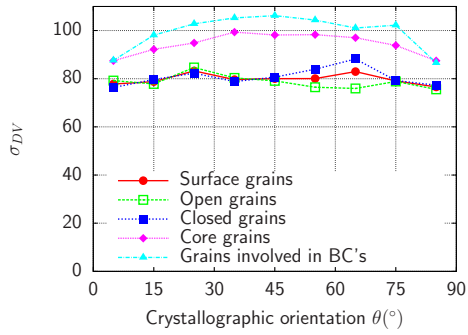 σDV
100
80
60
40
20
0
Surface grains
Open grains
Closed grains
Core grains
Grains involved in BC's
0 15 30 45 60 75 90
Crystallographic orientation θ(°)